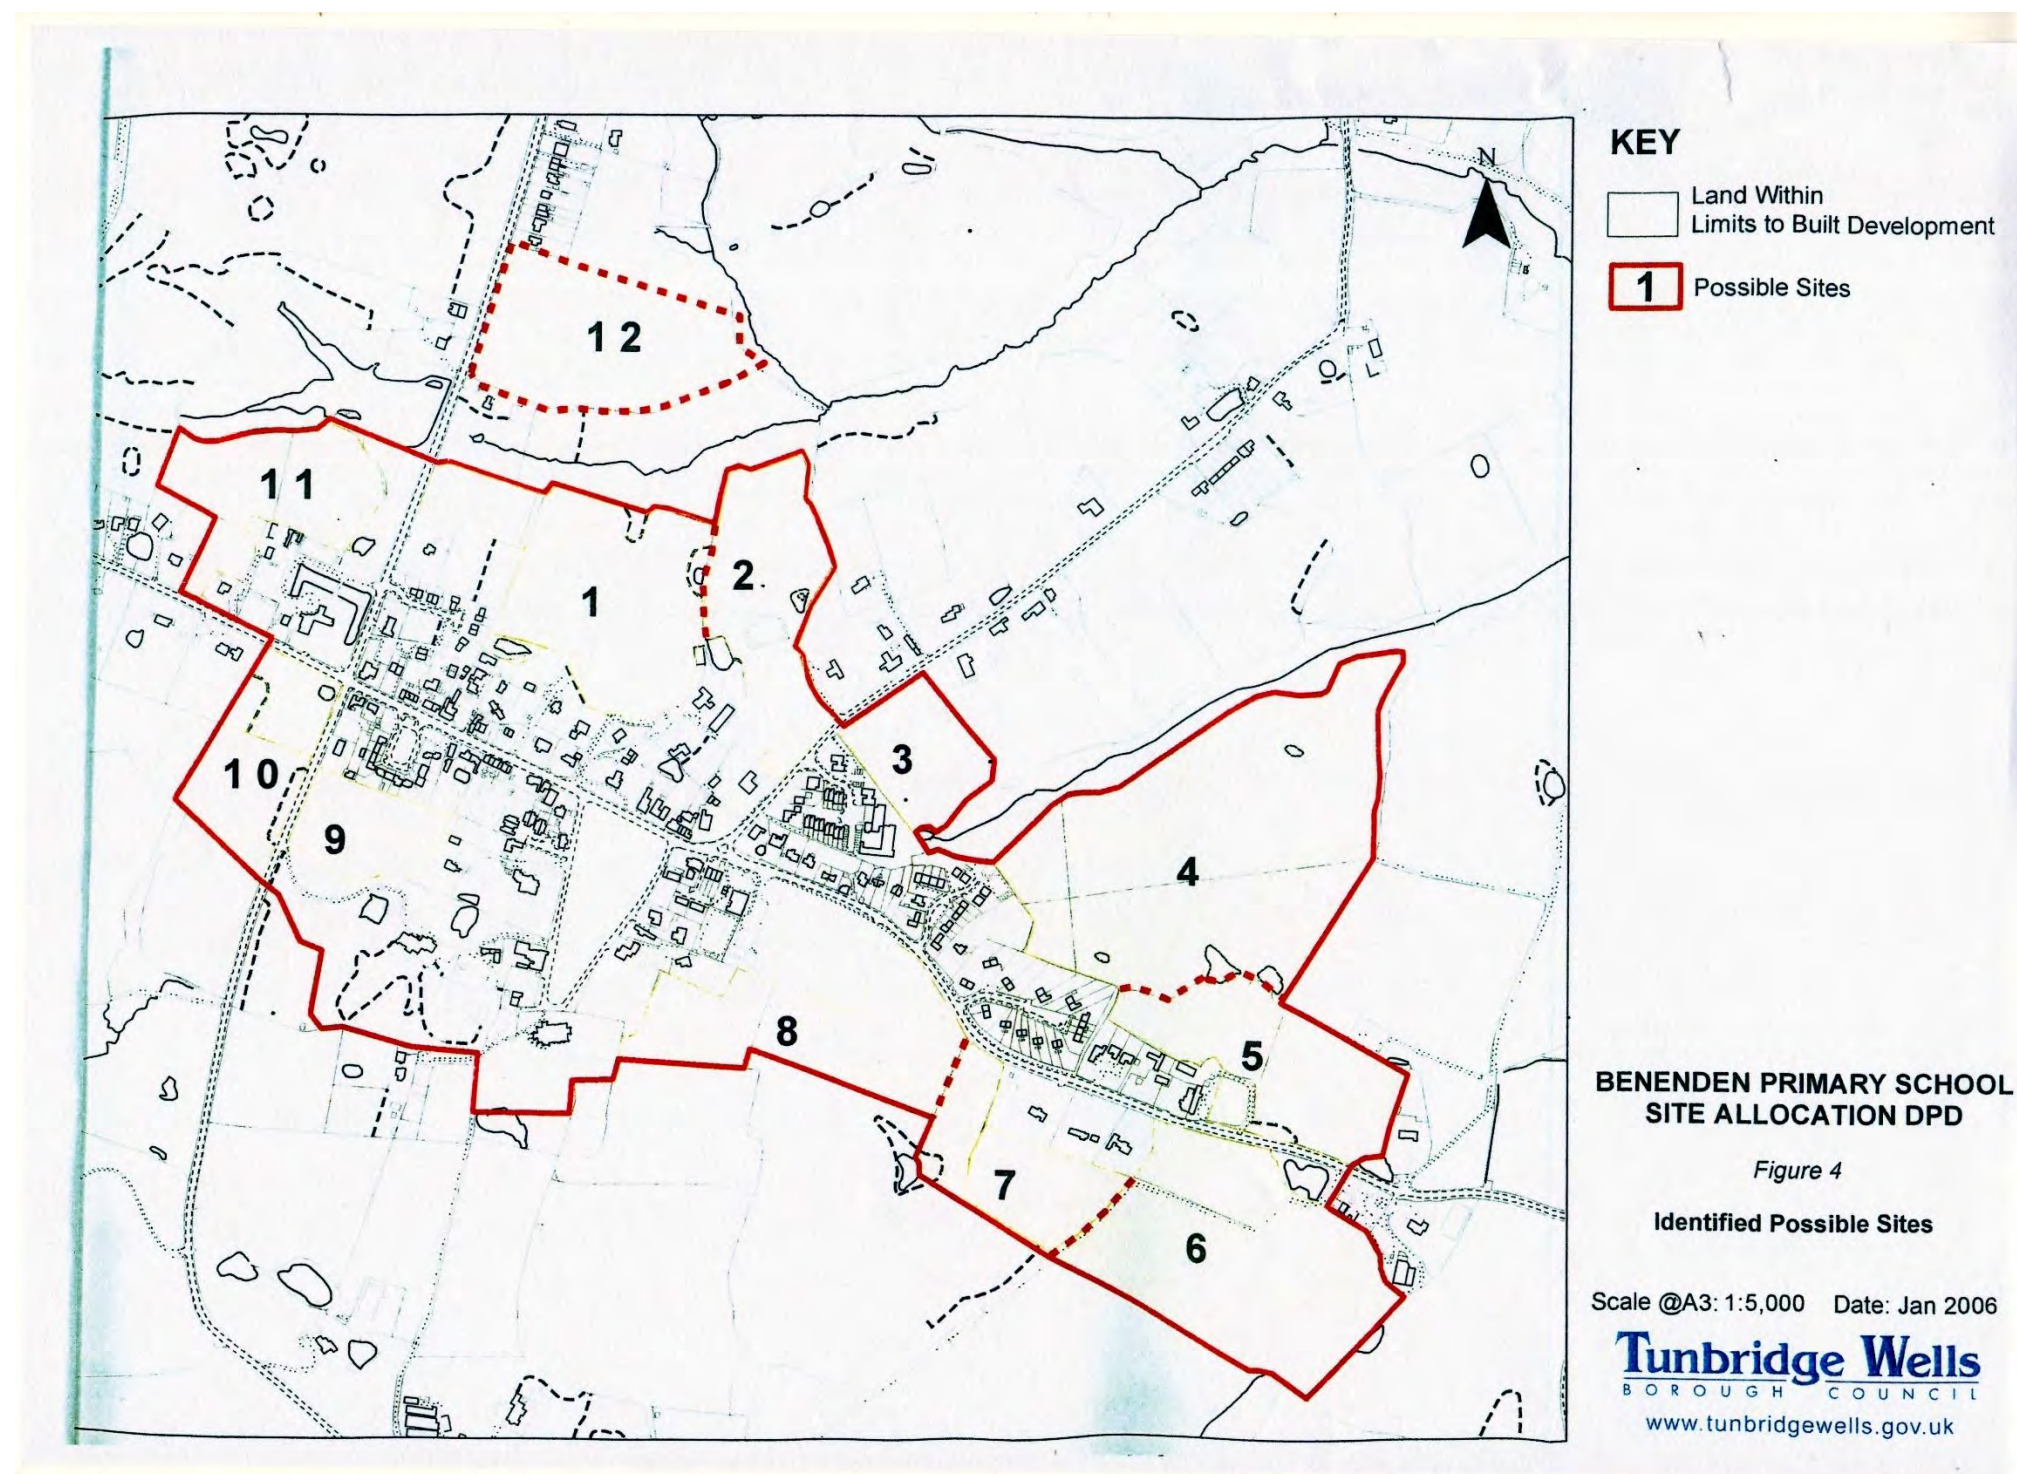 KEY
Land Within
Limits to Built Development
1 Possible Sites
N
12
11
1
2
3
10
9
4
8
5
7
6
BENENDEN PRIMARY SCHOOL
SITE ALLOCATION DPD
Figure 4
Identified Possible Sites
Scale @A3: 1:5,000 Date: Jan 2006
Tunbridge Wells
BOROUGH COUNCIL
www.tunbridgewells.gov.uk